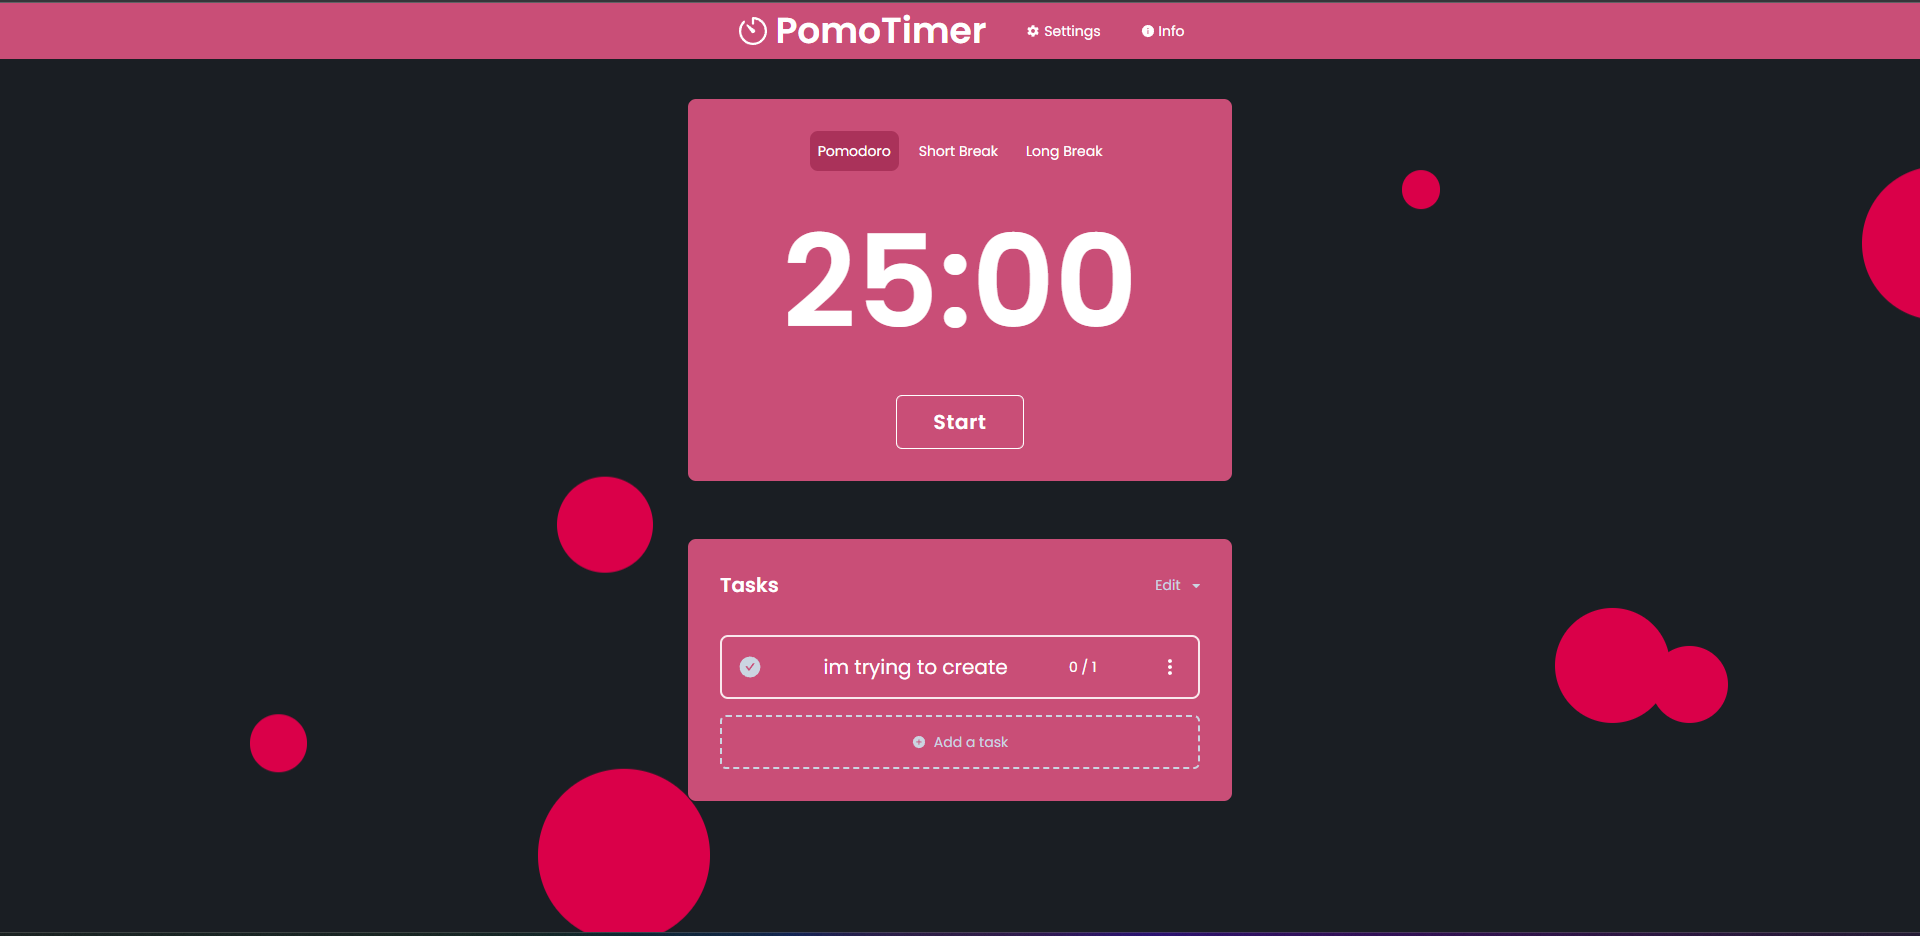 PomoTimer Settings Info
Pomodoro Short Break Long Break
25:00
Start
Tasks Edit
im trying to create 0 / 1
Add a task